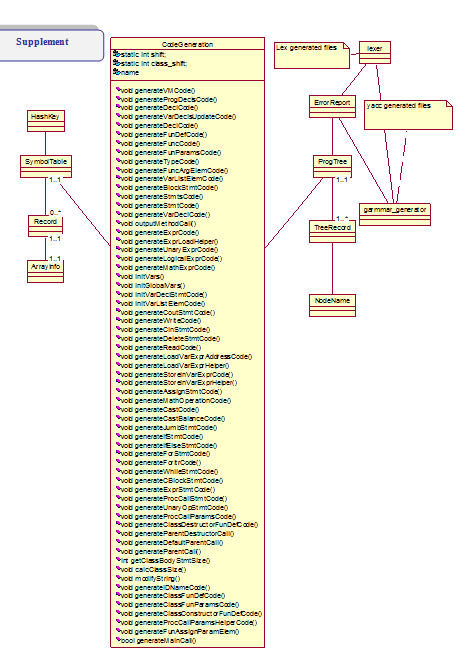 Supplement
CodeGeneration
static int shift;
static int class_shift;
name
void generateVMCode()
void generateProgDeclsCode()
void generateDeclCode()
void generateVarDeclsUpdateCode()
void generateDeclCode()
void generateFunDefCode()
void generateFuncCode()
void generateFunParamsCode()
void generateTypeCode()
void generateFuncArgElemCode()
void generateVarListElemCode()
void generateBlockStmtCode()
void generateStmtsCode()
void generateStmtCode()
void generateVarDeclCode()
void outputMethodCall()
void generateExprCode()
void generateExprLoadHelper()
void generateUnaryExprCode()
void generateLogicalExprCode()
void generateMathExprCode()
void initVars()
void initGlobalVars()
void initVarDeclStmtCode()
void initVarListElemCode()
void generateCoutStmtCode()
void generateWriteCode()
void generateCinStmtCode()
void generateDeleteStmtCode()
void generateReadCode()
void generateLoadVarExprAddressCode()
void generateLoadVarExprHelper()
void generateStoreInVarExprCode()
void generateStoreInVarExprHelper()
void generateAssignStmtCode()
void generateMathOperationCode()
void generateCastCode()
void generateCastBalanceCode()
void generateJumbStmtCode()
void generateIfStmtCode()
void generateIfElseStmtCode()
void generateForStmtCode()
void generateForItrCode()
void generateWhileStmtCode()
void generateCBlockStmtCode()
void generateExprStmtCode()
void generateProcCallStmtCode()
void generateUnaryOpStmtCode()
void generateProcCallParamsCode()
void generateClassDestructorFunDefCode()
void generateParentDestructorCall()
void generateDefaultParentCall()
void generateParentCall()
int getClassBodyStmtSize()
void calcClassSize()
void modifyString()
void generateIDNameCode()
void generateClassFunDefCode()
void generateClassFunParamsCode()
void generateClassConstructorFunDefCode()
void generateProcCallParamsHelperCode()
void generateFunAssignParamElem()
bool generateMainCall()
HashKey
SymbolTable
1..1
0..*
Record
1..1
1..1
ArrayInfo
Lex generated files
lexer
ErrorReport
yacc generated files
ProgTree
1..1
garmmar_generator
1..*
TreeRecord
NodeName